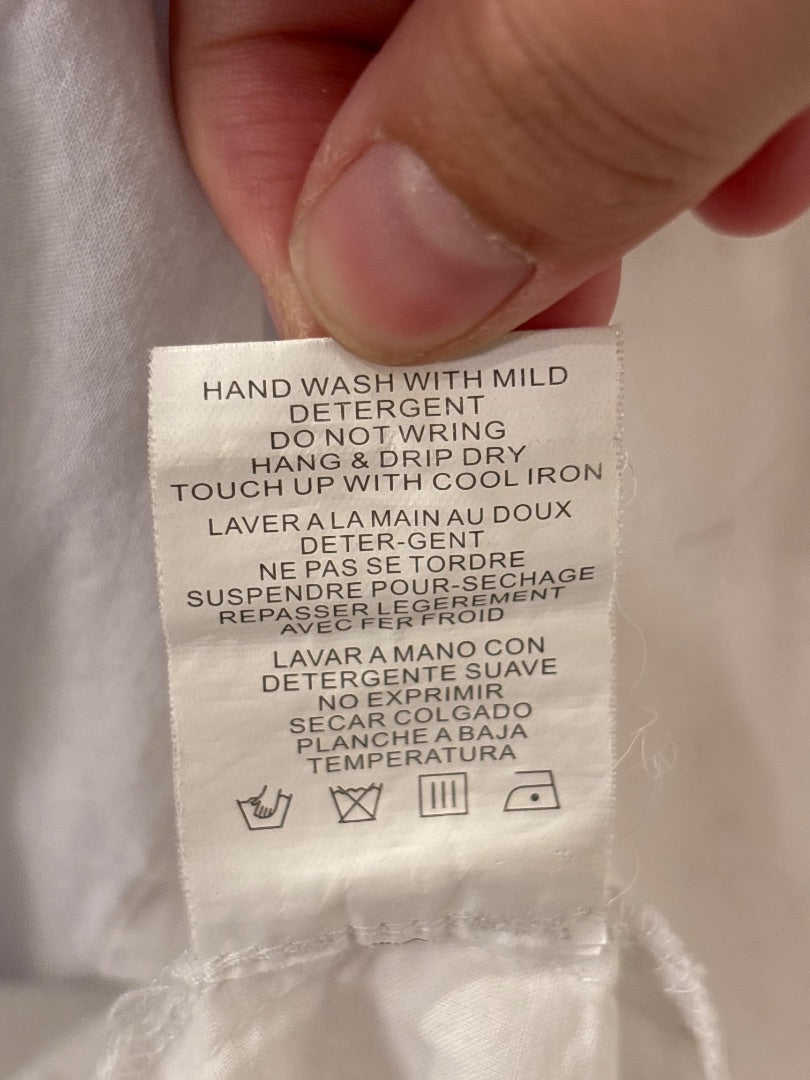 HAND WASH WITH MILD
DETERGENT
DO NOT WRING
HANG & DRIP DRY
TOUCH UP WITH COOL IRON
LAVER A LA MAIN AU DOUX
DETER-GENT
NE PAS SE TORDRE
SUSPENDRE POUR-SECHAGE
REPASSER LEGEREMENT
AVEC FER FROID
LAVAR A MANO CON
DETERGENTE SUAVE
NO EXPRIMIR
SECAR COLGADO
PLANCHE A BAJA
TEMPERATURA